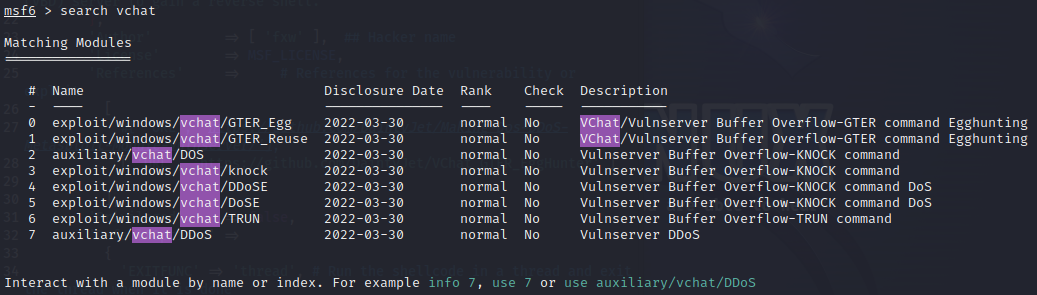 msf6 > search vchat
Matching Modules
================
# Name Disclosure Date Rank Check Description
- ---- --------------- ---- ----- -----------
0 exploit/windows/vchat/GTER_Egg 2022-03-30 normal No VChat/Vulnserver Buffer Overflow-GTER command Egghunting
1 exploit/windows/vchat/GTER_Reuse 2022-03-30 normal No VChat/Vulnserver Buffer Overflow-GTER command Egghunting
2 auxiliary/vchat/DOS 2022-03-30 normal No Vulnserver Buffer Overflow-KNOCK command
3 exploit/windows/vchat/knock 2022-03-30 normal No Vulnserver Buffer Overflow-KNOCK command
4 exploit/windows/vchat/DDoSE 2022-03-30 normal No Vulnserver Buffer Overflow-KNOCK command DoS
5 exploit/windows/vchat/DoSE 2022-03-30 normal No Vulnserver Buffer Overflow-KNOCK command DoS
6 exploit/windows/vchat/TRUN 2022-03-30 normal No Vulnserver Buffer Overflow-TRUN command
7 auxiliary/vchat/DDoS 2022-03-30 normal No Vulnserver DDoS
Interact with a module by name or index. For example info 7, use 7 or use auxiliary/vchat/DDoS